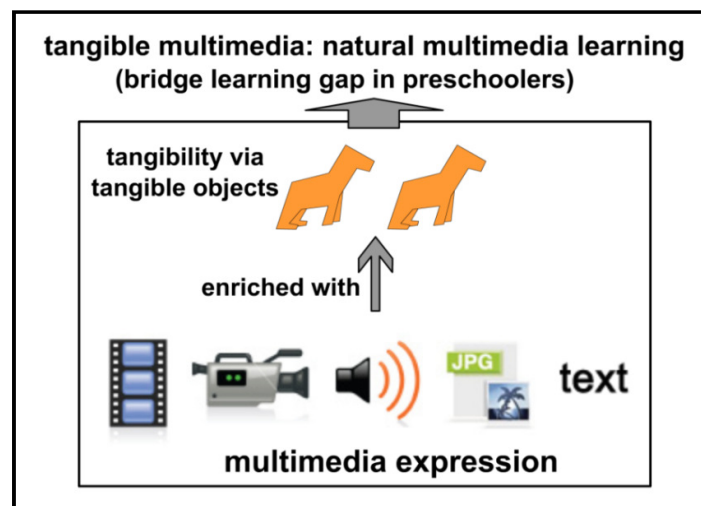 tangible multimedia: natural multimedia learning
(bridge learning gap in preschoolers)
tangibility via
tangible objects
enriched with
JPG
text
multimedia expression